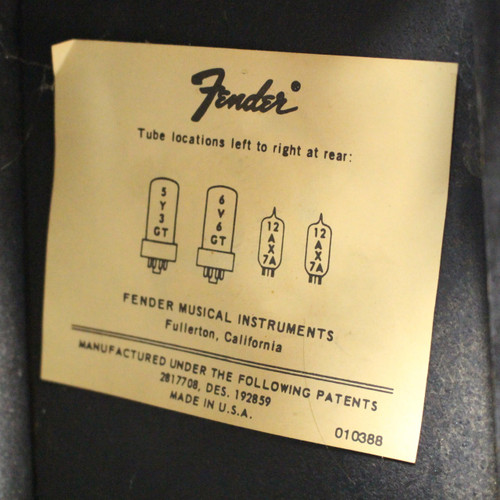 Fender®
Tube locations left to right at rear:
5
Y
3
GT
6
V
6
GT
12
A
X
7A
12
A
X
7A
FENDER MUSICAL INSTRUMENTS
Fullerton, California
MANUFACTURED UNDER THE FOLLOWING PATENTS
2817708, DES. 192859
MADE IN U.S.A.
010388